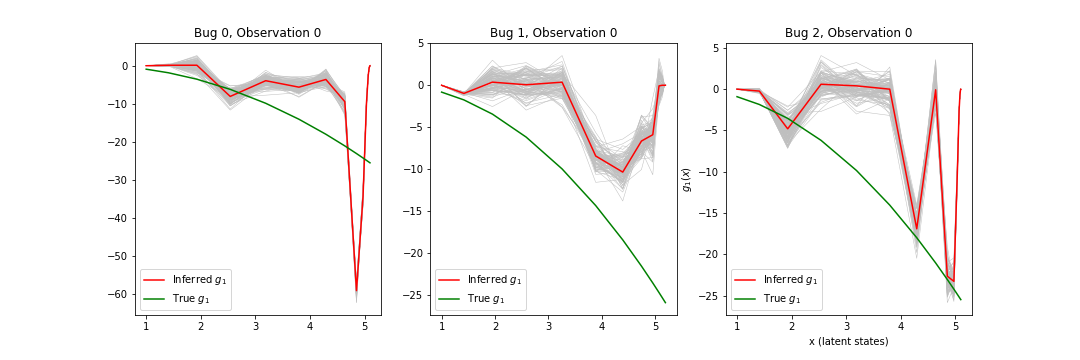 Bug 0, Observation 0
0
−10
−20
−30
−40
−50
−60
1 2 3 4 5
Inferred g₁
True g₁
Bug 1, Observation 0
5
0
−5
−10
−15
−20
−25
1 2 3 4 5
Inferred g₁
True g₁
Bug 2, Observation 0
g₁(x)
5
0
−5
−10
−15
−20
−25
1 2 3 4 5
x (latent states)
Inferred g₁
True g₁